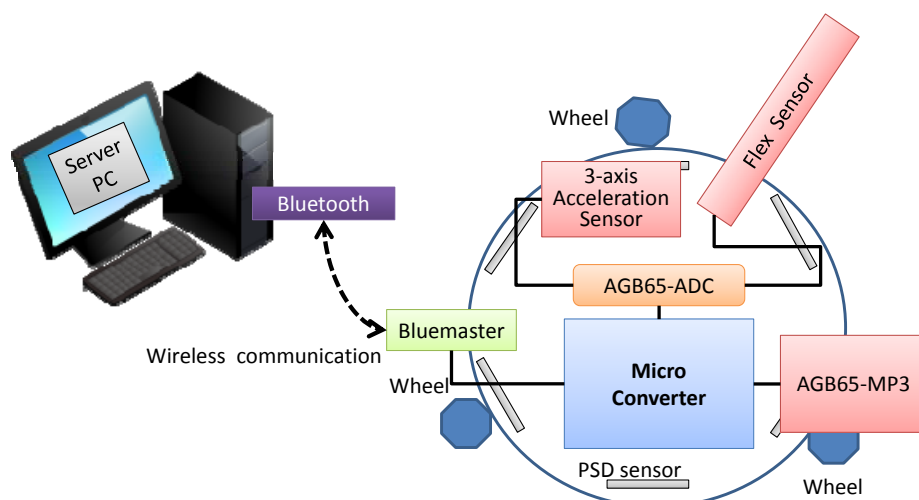 Server
PC
Bluetooth
Wheel
Flex Sensor
3-axis
Acceleration
Sensor
AGB65-ADC
Bluemaster
Wireless communication
Wheel
Micro
Converter
AGB65-MP3
PSD sensor
Wheel